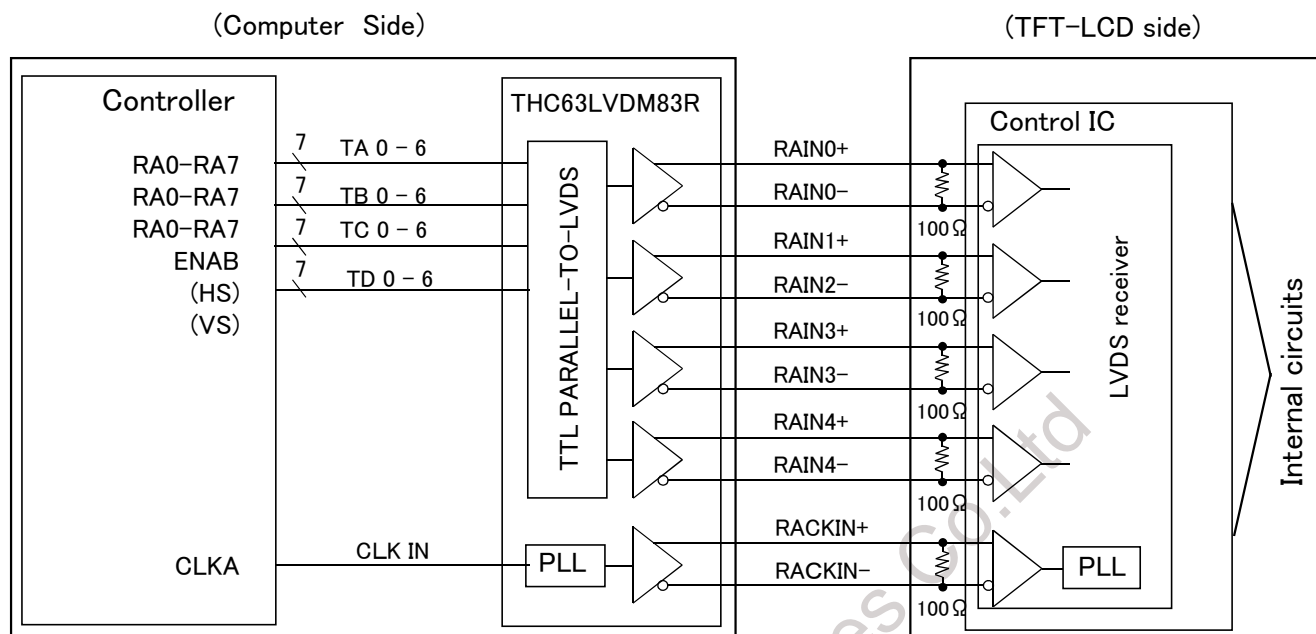 (Computer Side)
(TFT-LCD side)
Controller
RA0-RA7
RA0-RA7
RA0-RA7
ENAB
(HS)
(VS)
CLKA
7 TA 0-6
7 TB 0-6
7 TC 0-6
7 TD 0-6
CLK IN
THC63LVDM83R
TTL PARALLEL-TO-LVDS
PLL
RAIN0+
RAIN0-
100Ω
RAIN1+
RAIN2-
100Ω
RAIN3+
RAIN3-
100Ω
RAIN4+
RAIN4-
100Ω
RACKIN+
RACKIN-
100Ω
Control IC
LVDS receiver
PLL
Internal circuits
es Co.Ltd